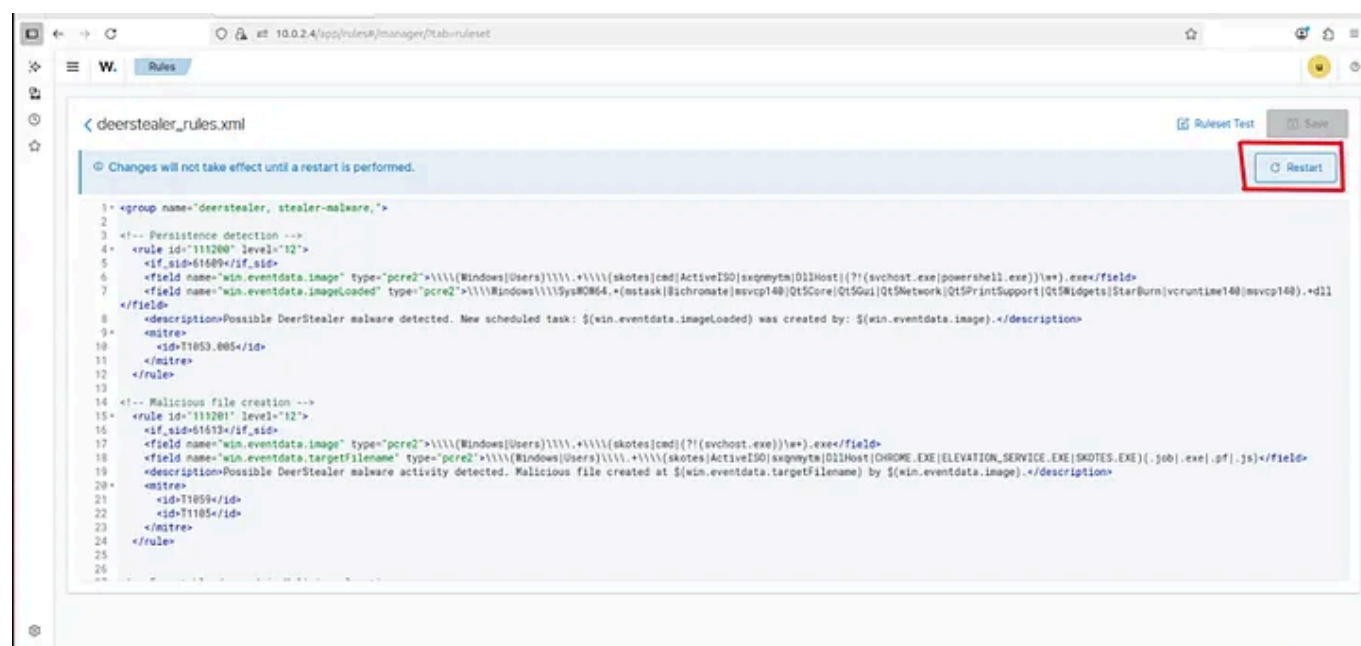 10.0.2.4/app/rules#/manager/?tab=ruleset
W. Rules
deerstealer_rules.xml
Ruleset Test
Save
Changes will not take effect until a restart is performed.
Restart
1 <group name="deerstealer, stealer-malware,">
2
3 <!-- Persistence detection -->
4 <rule id="111200" level="12">
5 <if_sid>61609</if_sid>
6 <field name="win.eventdata.image" type="pcre2">\\\\(Windows|Users)\\\\.+\\\\(skotes|cmd|ActiveISO|sxqnmytm|DllHost|(?!(svchost.exe|powershell.exe))\w+).exe</field>
7 <field name="win.eventdata.imageLoaded" type="pcre2">\\\\Windows\\\\SysWOW64.+(mstask|Bichromate|msvcp140|Qt5Core|Qt5Gui|Qt5Network|Qt5PrintSupport|Qt5Widgets|StarBurn|vcruntime140|msvcp140).+dll
</field>
8 <description>Possible DeerStealer malware detected. New scheduled task: $(win.eventdata.imageLoaded) was created by: $(win.eventdata.image).</description>
9 <mitre>
10 <id>T1053.005</id>
11 </mitre>
12 </rule>
13
14 <!-- Malicious file creation -->
15 <rule id="111201" level="12">
16 <if_sid>61613</if_sid>
17 <field name="win.eventdata.image" type="pcre2">\\\\(Windows|Users)\\\\.+\\\\(skotes|cmd|(?!(svchost.exe))\w+).exe</field>
18 <field name="win.eventdata.targetFilename" type="pcre2">\\\\(Windows|Users)\\\\.+\\\\(skotes|ActiveISO|sxqnmytm|DllHost|CHROME.EXE|ELEVATION_SERVICE.EXE|SKOTES.EXE)(.job|.exe|.pf|.js)</field>
19 <description>Possible DeerStealer malware activity detected. Malicious file created at $(win.eventdata.targetFilename) by $(win.eventdata.image).</description>
20 <mitre>
21 <id>T1059</id>
22 <id>T1105</id>
23 </mitre>
24 </rule>
25
26